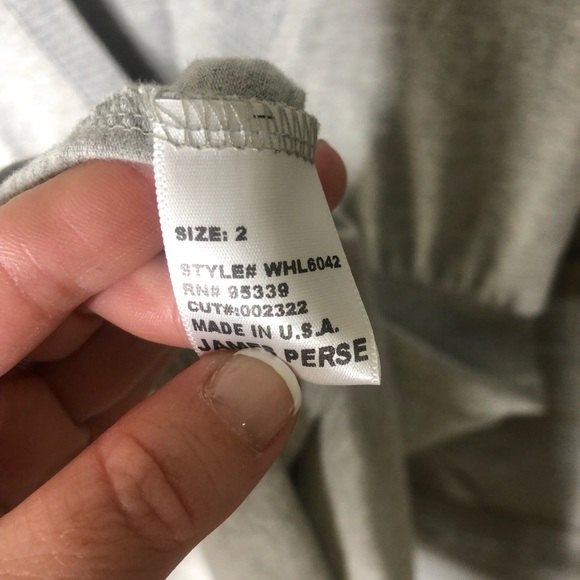 SIZE: 2
STYLE# WHL6042
RN# 95339
CUT#:002322
MADE IN U.S.A.
JAMES PERSE